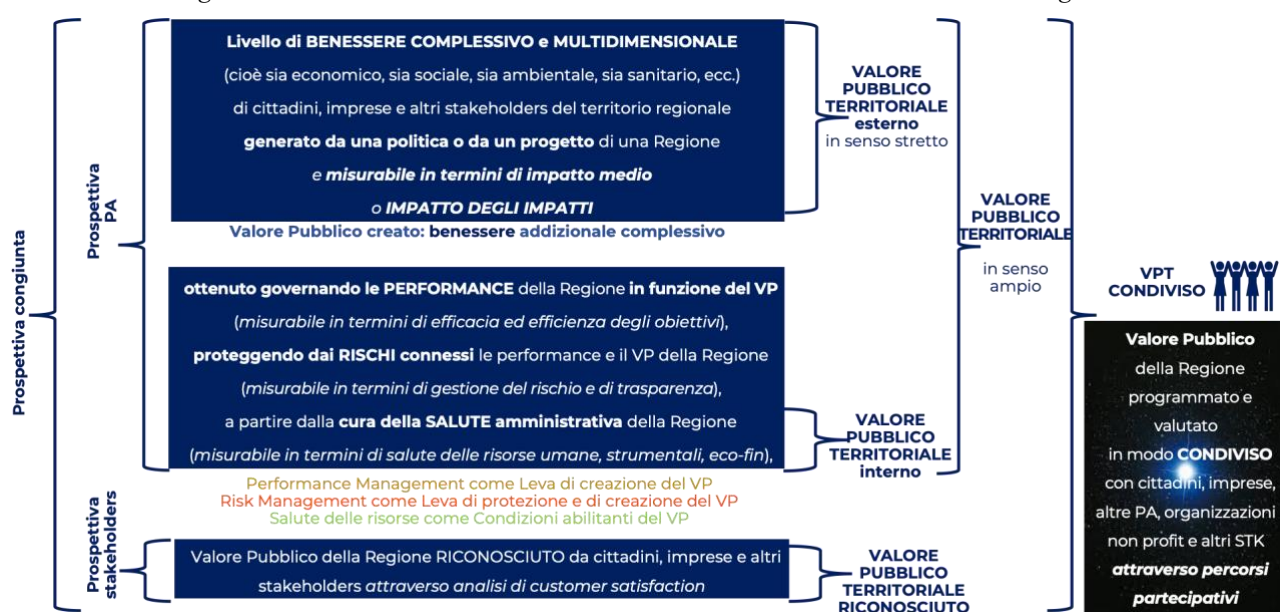 Prospettiva congiunta
Prospettiva
PA
Livello di BENESSERE COMPLESSIVO e MULTIDIMENSIONALE
(cioè sia economico, sia sociale, sia ambientale, sia sanitario, ecc.)
di cittadini, imprese e altri stakeholders del territorio regionale
generato da una politica o da un progetto di una Regione
e misurabile in termini di impatto medio
o IMPATTO DEGLI IMPATTI
Valore Pubblico creato: benessere addizionale complessivo
VALORE
PUBBLICO
TERRITORIALE
esterno
in senso stretto
ottenuto governando le PERFORMANCE della Regione in funzione del VP
(misurabile in termini di efficacia ed efficienza degli obiettivi),
proteggendo dai RISCHI connessi le performance e il VP della Regione
(misurabile in termini di gestione del rischio e di trasparenza),
a partire dalla cura della SALUTE amministrativa della Regione
(misurabile in termini di salute delle risorse umane, strumentali, eco-fin),
VALORE
PUBBLICO
TERRITORIALE
interno
Performance Management come Leva di creazione del VP
Risk Management come Leva di protezione e di creazione del VP
Salute delle risorse come Condizioni abilitanti del VP
VALORE
PUBBLICO
TERRITORIALE
in senso
ampio
Prospettiva
stakeholders
Valore Pubblico della Regione RICONOSCIUTO da cittadini, imprese e altri
stakeholders attraverso analisi di customer satisfaction
VALORE
PUBBLICO
TERRITORIALE
RICONOSCIUTO
VPT
CONDIVISO
Valore Pubblico
della Regione
programmato e
valutato
in modo CONDIVISO
con cittadini, imprese,
altre PA, organizzazioni
non profit e altri STK
attraverso percorsi
partecipativi